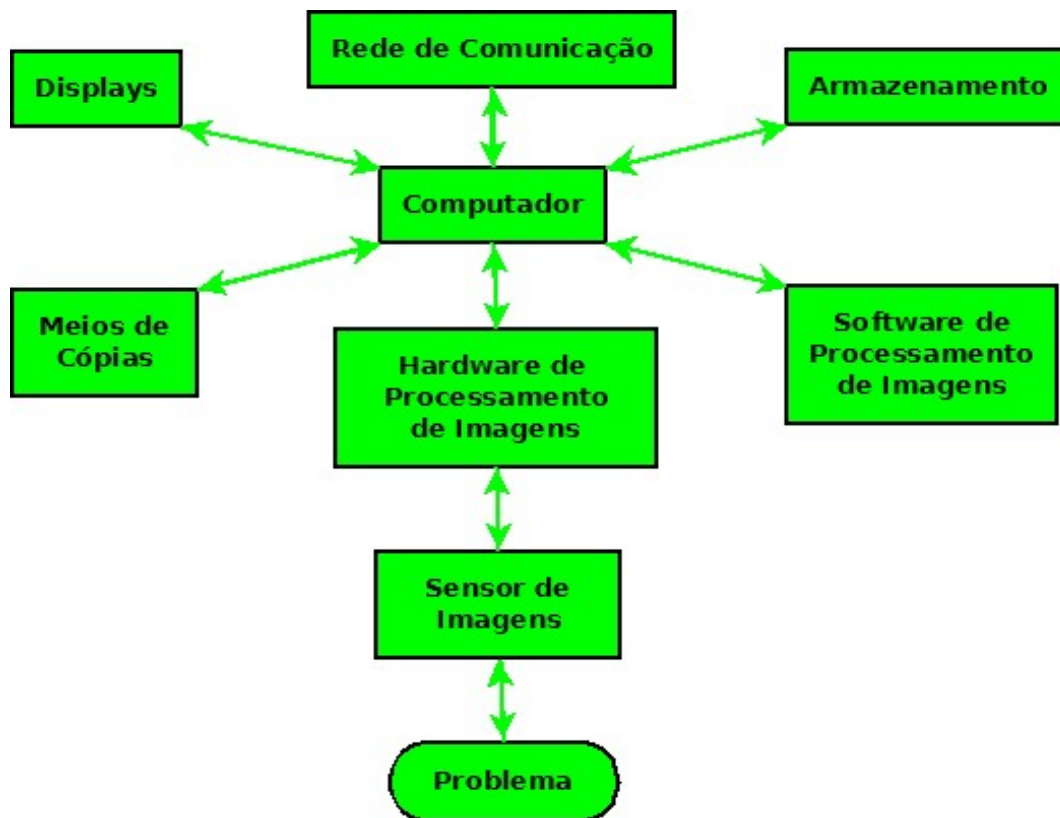 Rede de Comunicação
Displays
Armazenamento
Computador
Meios de
Cópias
Hardware de
Processamento
de Imagens
Software de
Processamento
de Imagens
Sensor de
Imagens
Problema